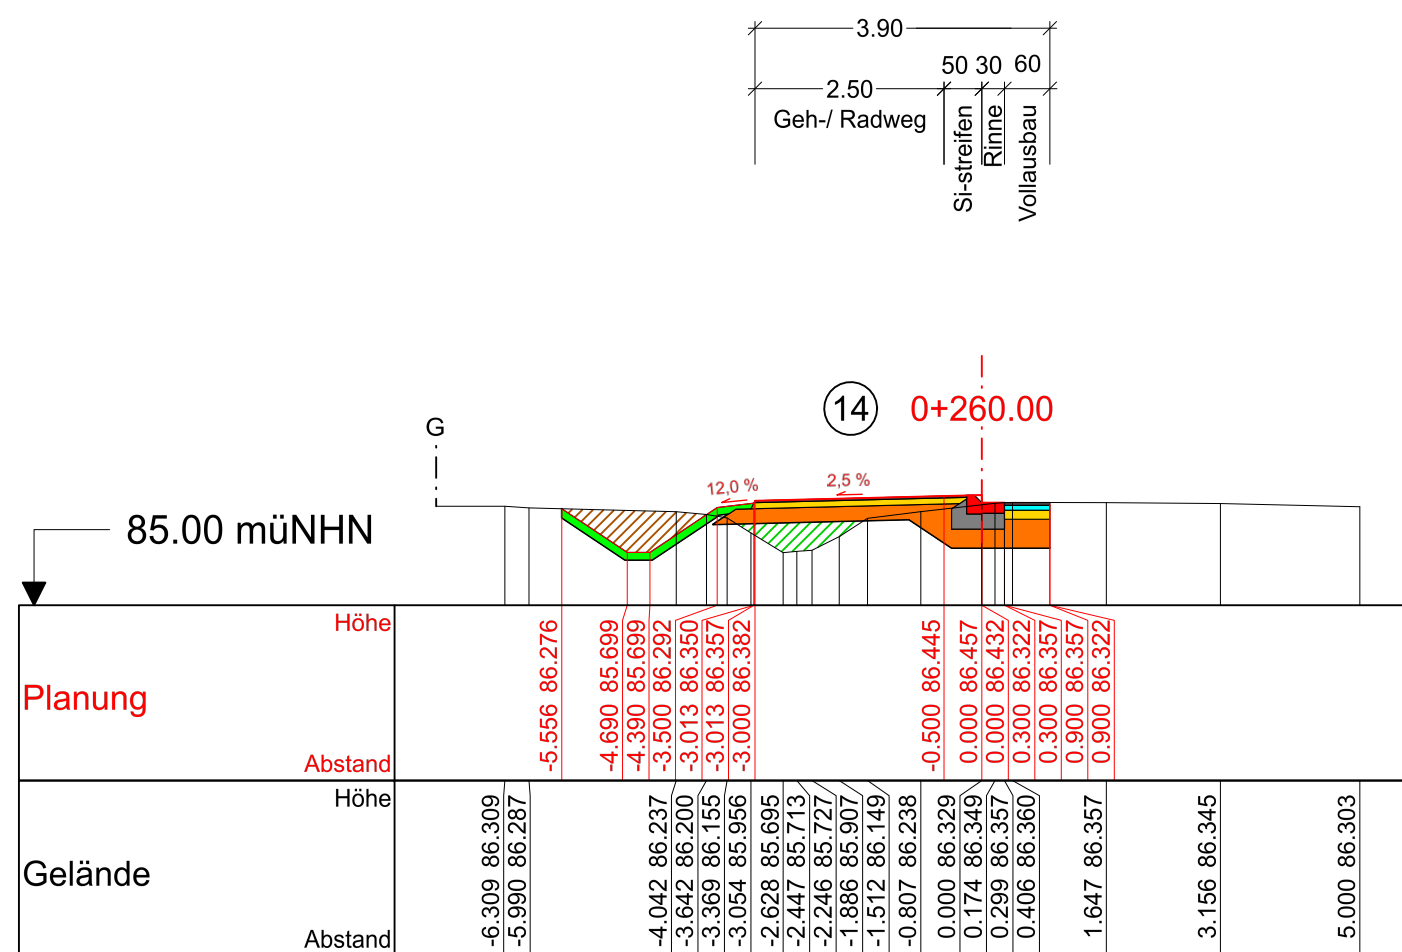 3.90
50 30 60
2.50
Geh-/ Radweg
Si-streifen
Rinne
Vollausbau
14 0+260.00
G
12,0 %
2,5 %
85.00 müNHN
Planung
Höhe
Abstand
-5.556 86.276
-4.690 85.699
-4.390 85.699
-3.500 86.292
-3.013 86.350
-3.013 86.357
-3.000 86.382
-0.500 86.445
0.000 86.457
0.000 86.432
0.300 86.322
0.300 86.357
0.900 86.357
0.900 86.322
Gelände
Höhe
Abstand
-6.309 86.309
-5.990 86.287
-4.042 86.237
-3.642 86.200
-3.369 86.155
-3.054 85.956
-2.628 85.695
-2.447 85.713
-2.246 85.727
-1.886 85.907
-1.512 86.149
-0.807 86.238
0.000 86.329
0.174 86.349
0.299 86.357
0.406 86.360
1.647 86.357
3.156 86.345
5.000 86.303